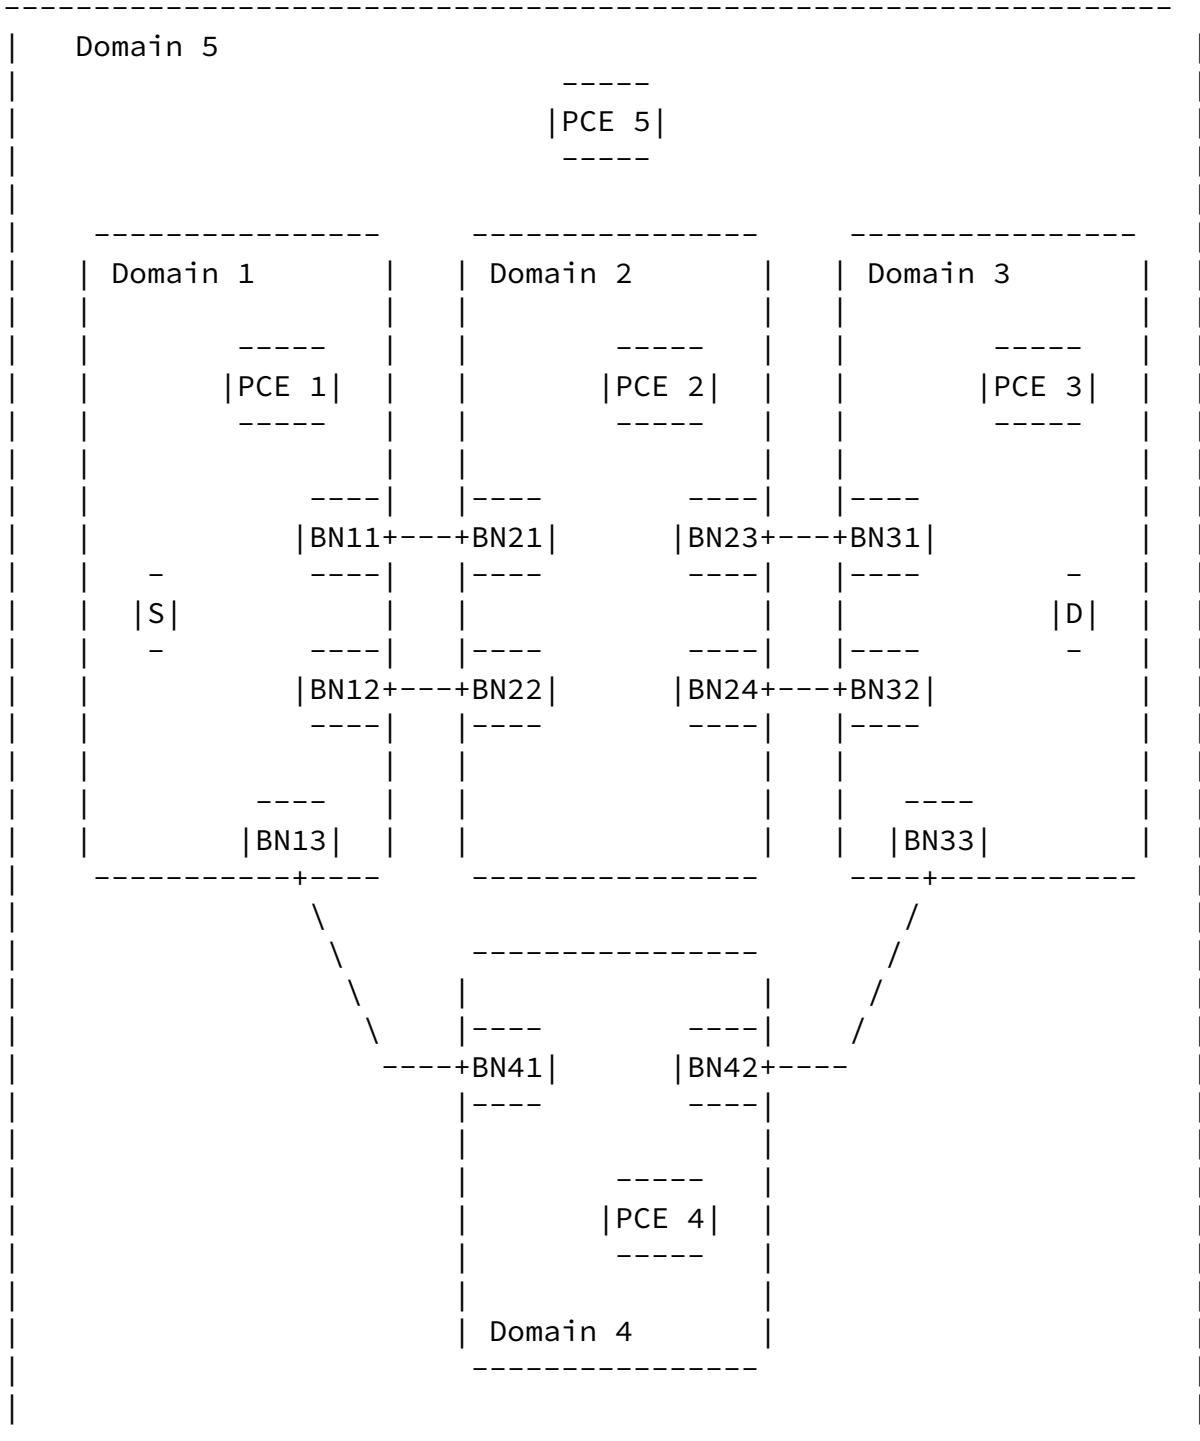 Domain 5
PCE 5
Domain 1 Domain 2 Domain 3
PCE 1 PCE 2 PCE 3
BN11 BN21 BN23 BN31
S D
BN12 BN22 BN24 BN32
BN13 BN33
BN41 BN42
PCE 4
Domain 4